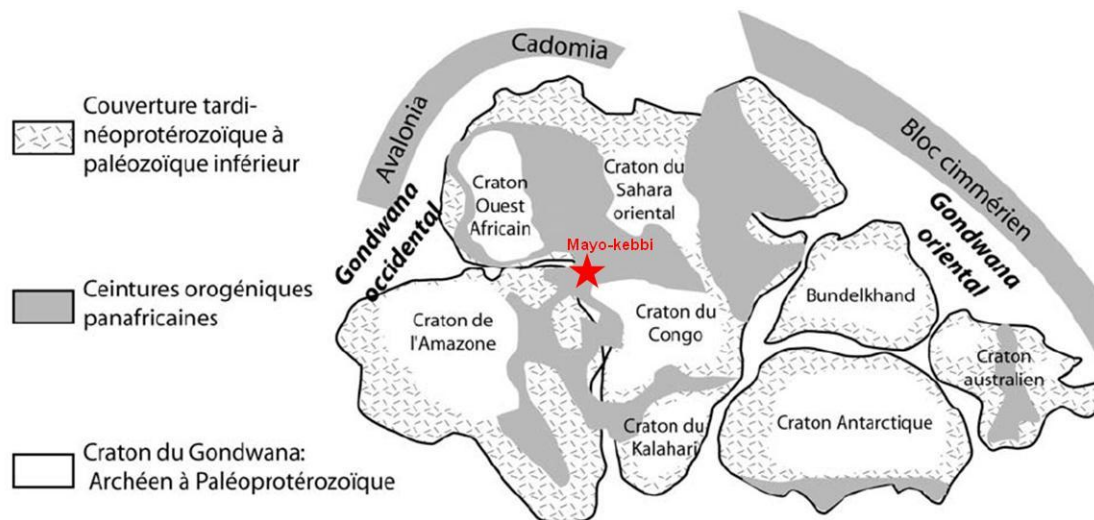 Couverture tardi-
néoprotérozoïque à
paléozoïque inférieur
Ceintures orogéniques
panafricaines
Craton du Gondwana:
Archéen à Paléoprotérozoïque
Cadomia
Avalonia
Bloc cimmérien
Gondwana
occidental
Gondwana
oriental
Craton
Ouest
Africain
Craton du
Sahara
oriental
Mayo-kebbi
Craton de
l'Amazone
Craton du
Congo
Bundelkhand
Craton
australien
Craton du
Kalahari
Craton Antarctique